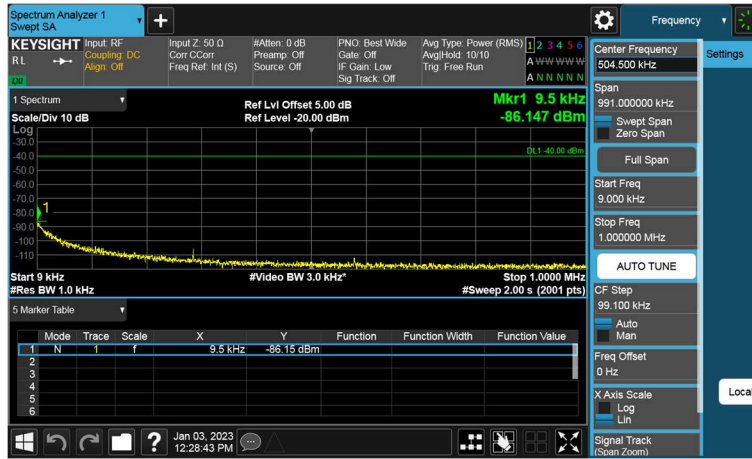 Spectrum Analyzer 1
Swept SA
Frequency
KEYSIGHT
R L
LXI
Input: RF
Coupling: DC
Align: Off
Input Z: 50 Ω
Corr CCorr
Freq Ref: Int (S)
#Atten: 0 dB
Preamp: Off
Source: Off
PNO: Best Wide
Gate: Off
IF Gain: Low
Sig Track: Off
Avg Type: Power (RMS)
Avg|Hold: 10/10
Trig: Free Run
1 2 3 4 5 6
A W W W W W
A N N N N N
1 Spectrum
Scale/Div 10 dB
Ref Lvl Offset 5.00 dB
Ref Level -20.00 dBm
Mkr1 9.5 kHz
-86.147 dBm
Log
-30.0
-40.0
-50.0
-60.0
-70.0
-80.0
-90.0
-100
-110
DL1 -40.00 dBm
1
Start 9 kHz
#Res BW 1.0 kHz
#Video BW 3.0 kHz*
Stop 1.0000 MHz
#Sweep 2.00 s (2001 pts)
5 Marker Table
Mode Trace Scale X Y Function Function Width Function Value
1 N 1 f 9.5 kHz -86.15 dBm
2
3
4
5
6
Jan 03, 2023
12:28:43 PM
Center Frequency
504.500 kHz
Settings
Span
991.000000 kHz
Swept Span
Zero Span
Full Span
Start Freq
9.000 kHz
Stop Freq
1.000000 MHz
AUTO TUNE
CF Step
99.100 kHz
Auto
Man
Freq Offset
0 Hz
X Axis Scale
Log
Lin
Local
Signal Track
(Span Zoom)